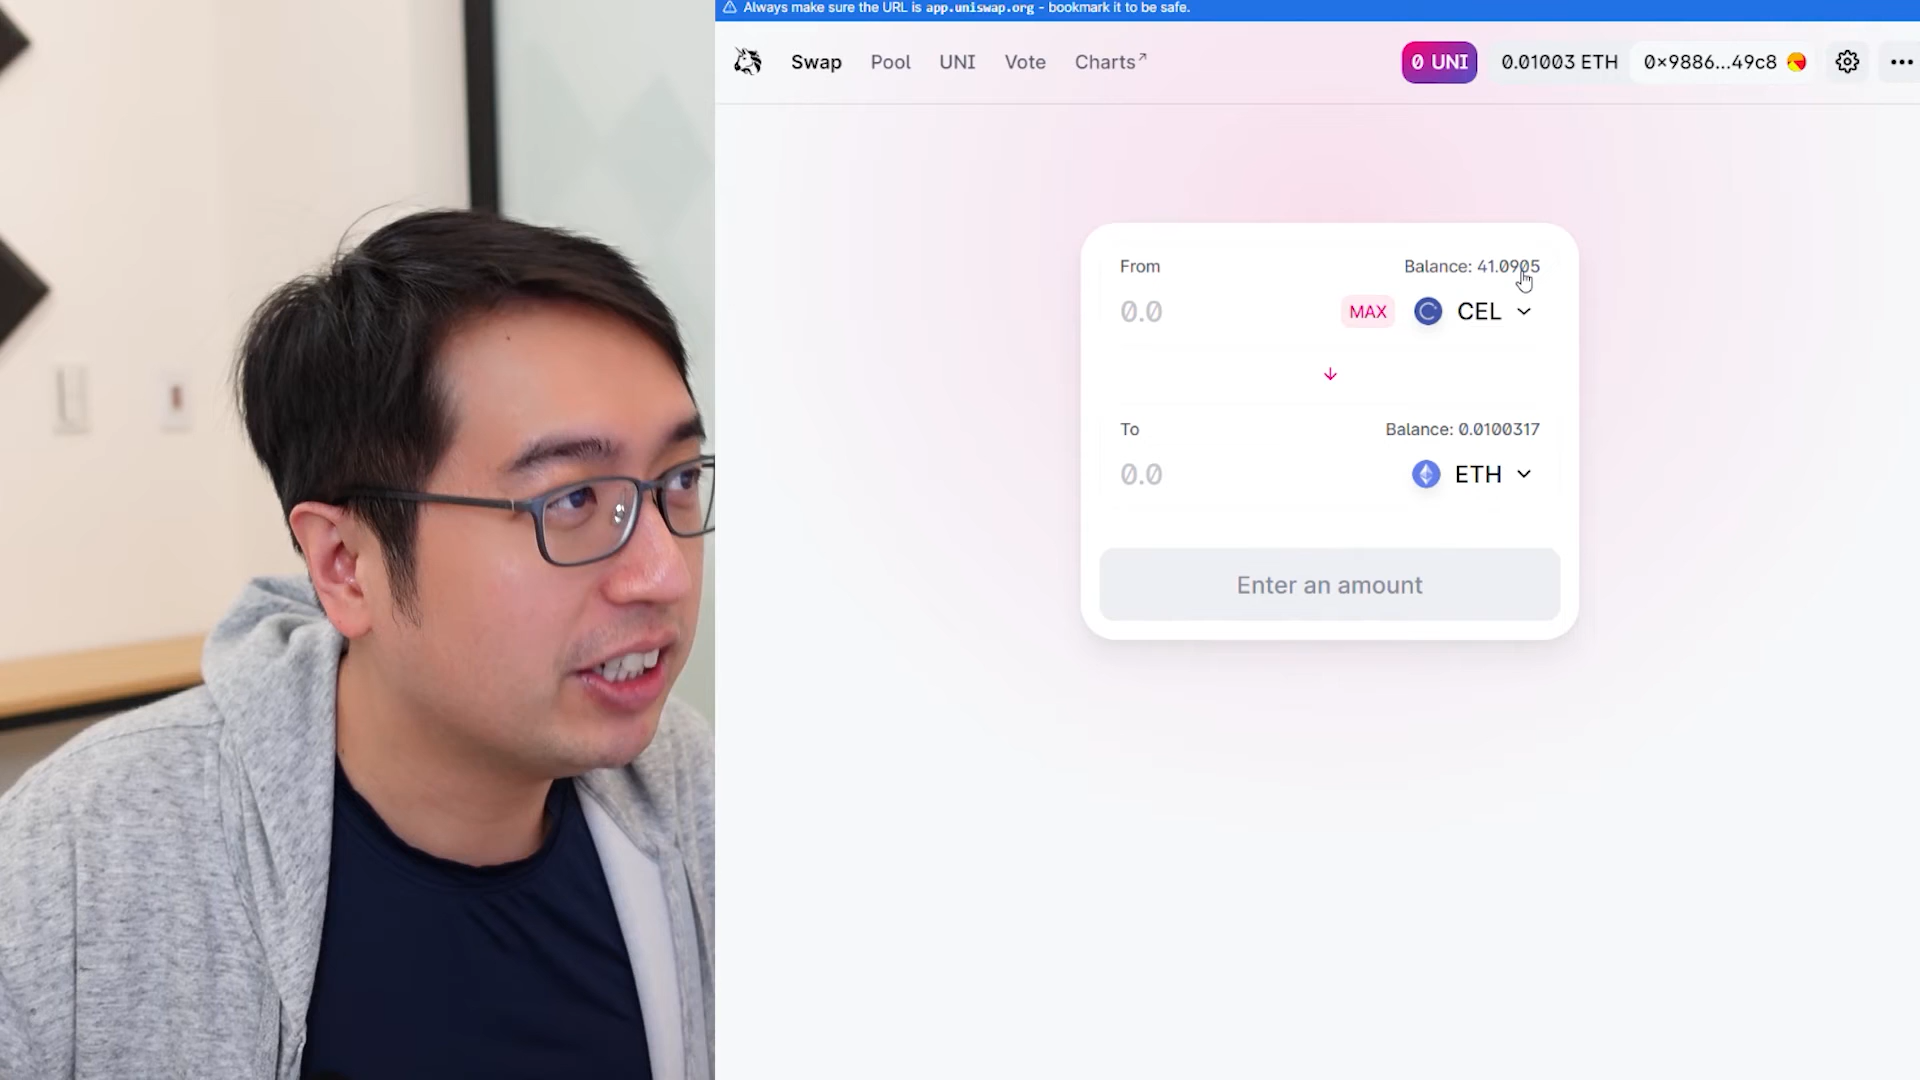 Always make sure the URL is app.uniswap.org - bookmark it to be safe.
Swap Pool UNI Vote Charts↗ 0 UNI 0.01003 ETH 0×9886...49c8
From Balance: 41.0905
0.0 MAX CEL
To Balance: 0.0100317
0.0 ETH
Enter an amount